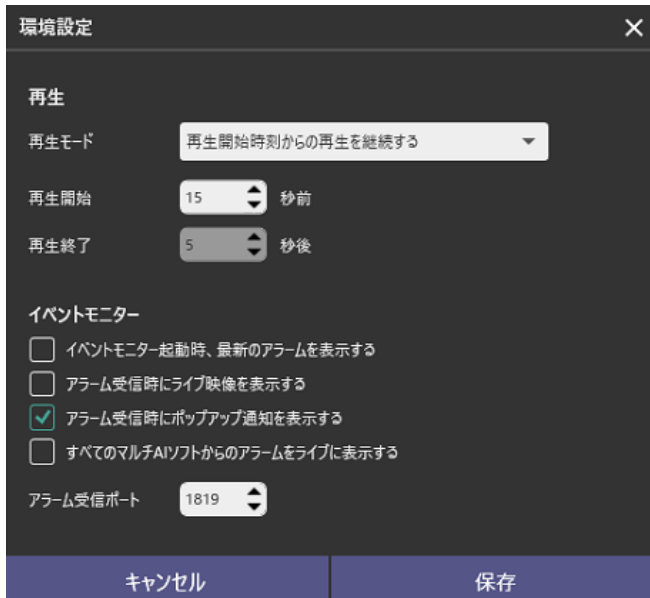 環境設定
再生
再生モード 再生開始時刻からの再生を継続する
再生開始 15 秒前
再生終了 5 秒後
イベントモニター
イベントモニター起動時、最新のアラームを表示する
アラーム受信時にライブ映像を表示する
アラーム受信時にポップアップ通知を表示する
すべてのマルチAIソフトからのアラームをライブに表示する
アラーム受信ポート 1819
キャンセル 保存